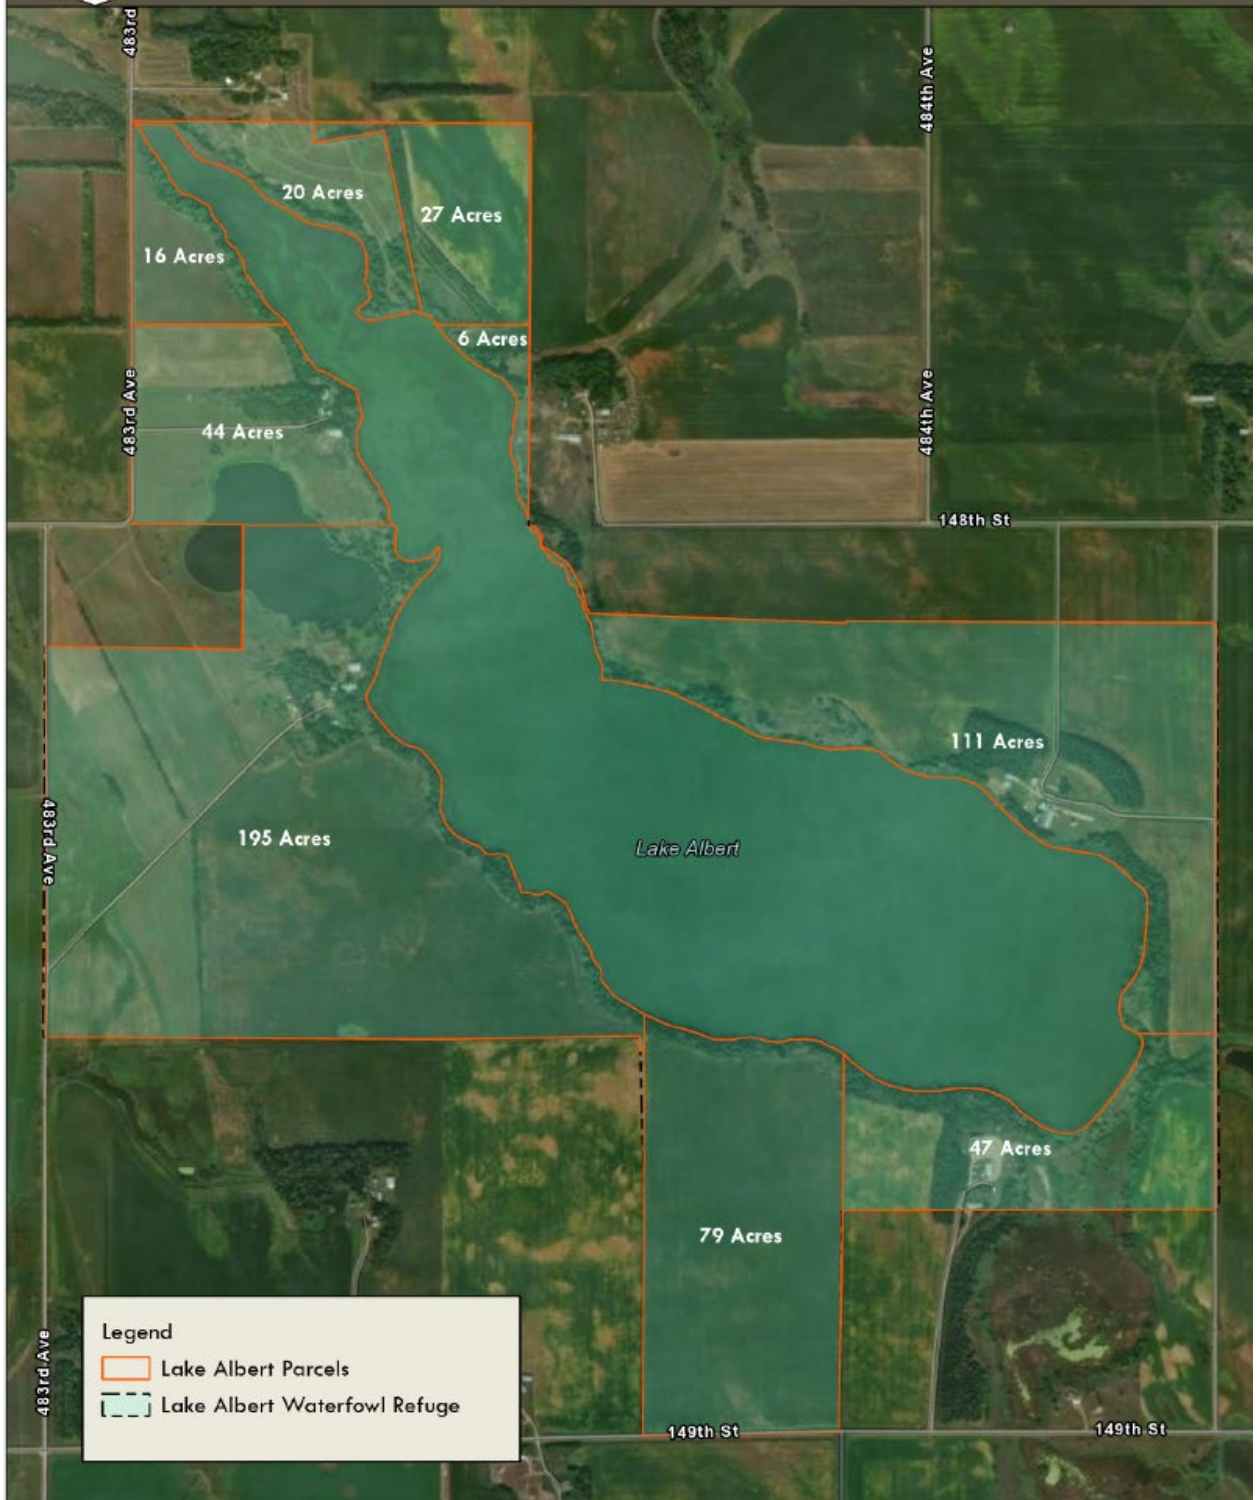 483rd
484th Ave
20 Acres
27 Acres
16 Acres
6 Acres
483rd Ave
484th Ave
44 Acres
148th St
111 Acres
483rd Ave
195 Acres
Lake Albert
47 Acres
79 Acres
Legend
Lake Albert Parcels
Lake Albert Waterfowl Refuge
483rd Ave
149th St
149th St